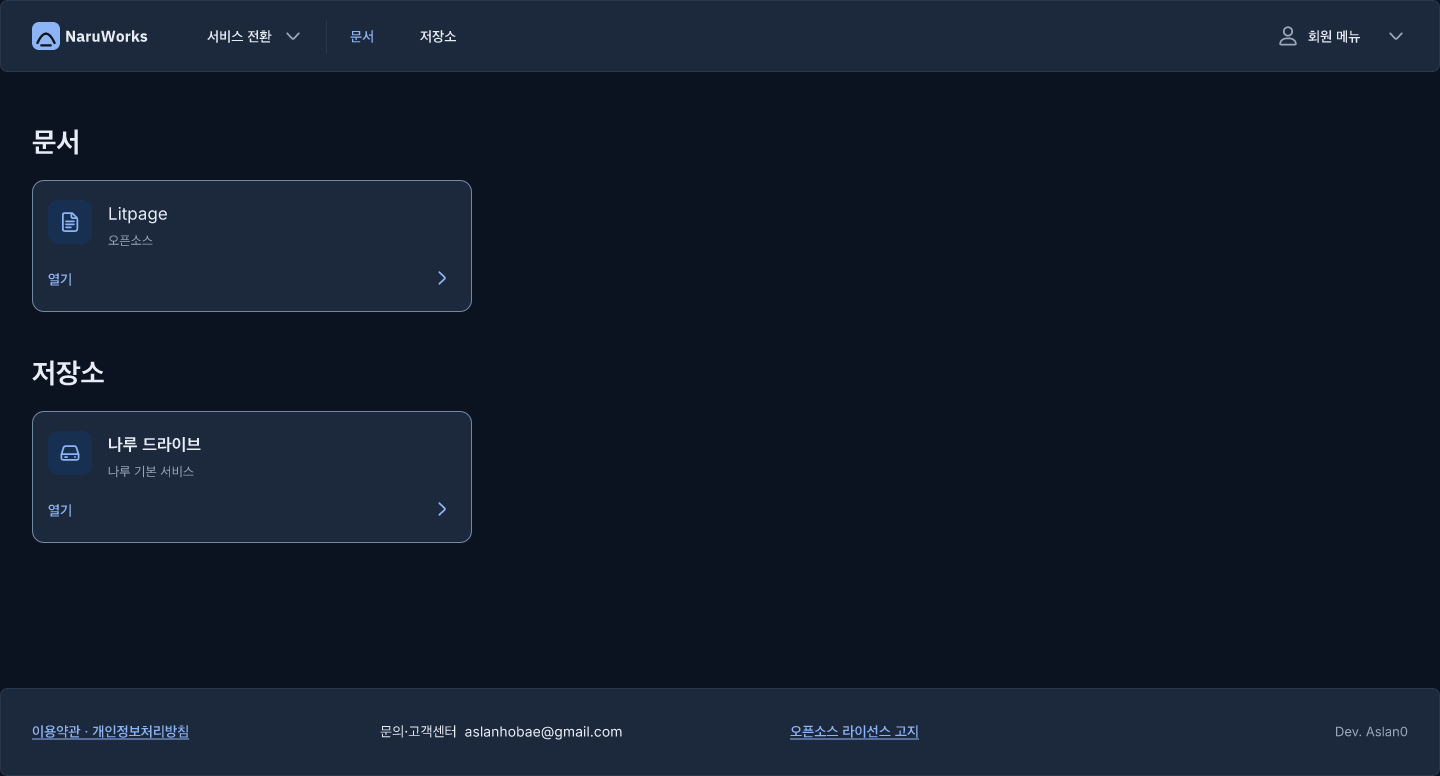 NaruWorks
서비스 전환
문서
저장소
회원 메뉴
문서
Litpage
오픈소스
열기
저장소
나루 드라이브
나루 기본 서비스
열기
이용약관 · 개인정보처리방침
문의·고객센터 aslanhobae@gmail.com
오픈소스 라이선스 고지
Dev. Aslan0